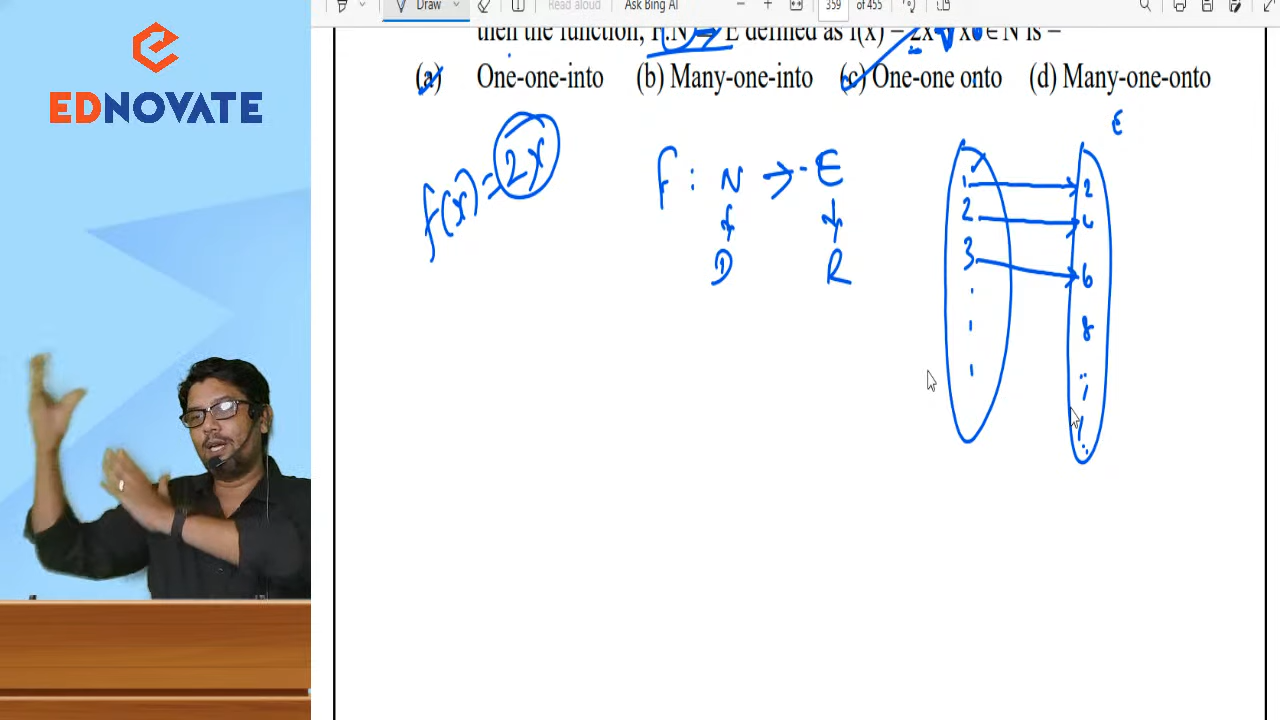 Draw
Read aloud
Ask Bing AI
359 of 455
then the function, F:N → E defined as f(x) = 2x ∀ x ∈ N is –
(a) One-one-into (b) Many-one-into (c) One-one onto (d) Many-one-onto
EDNOVATE
f(x) = 2x
F : N → E
D R
E
1 2
2 4
3 6
8